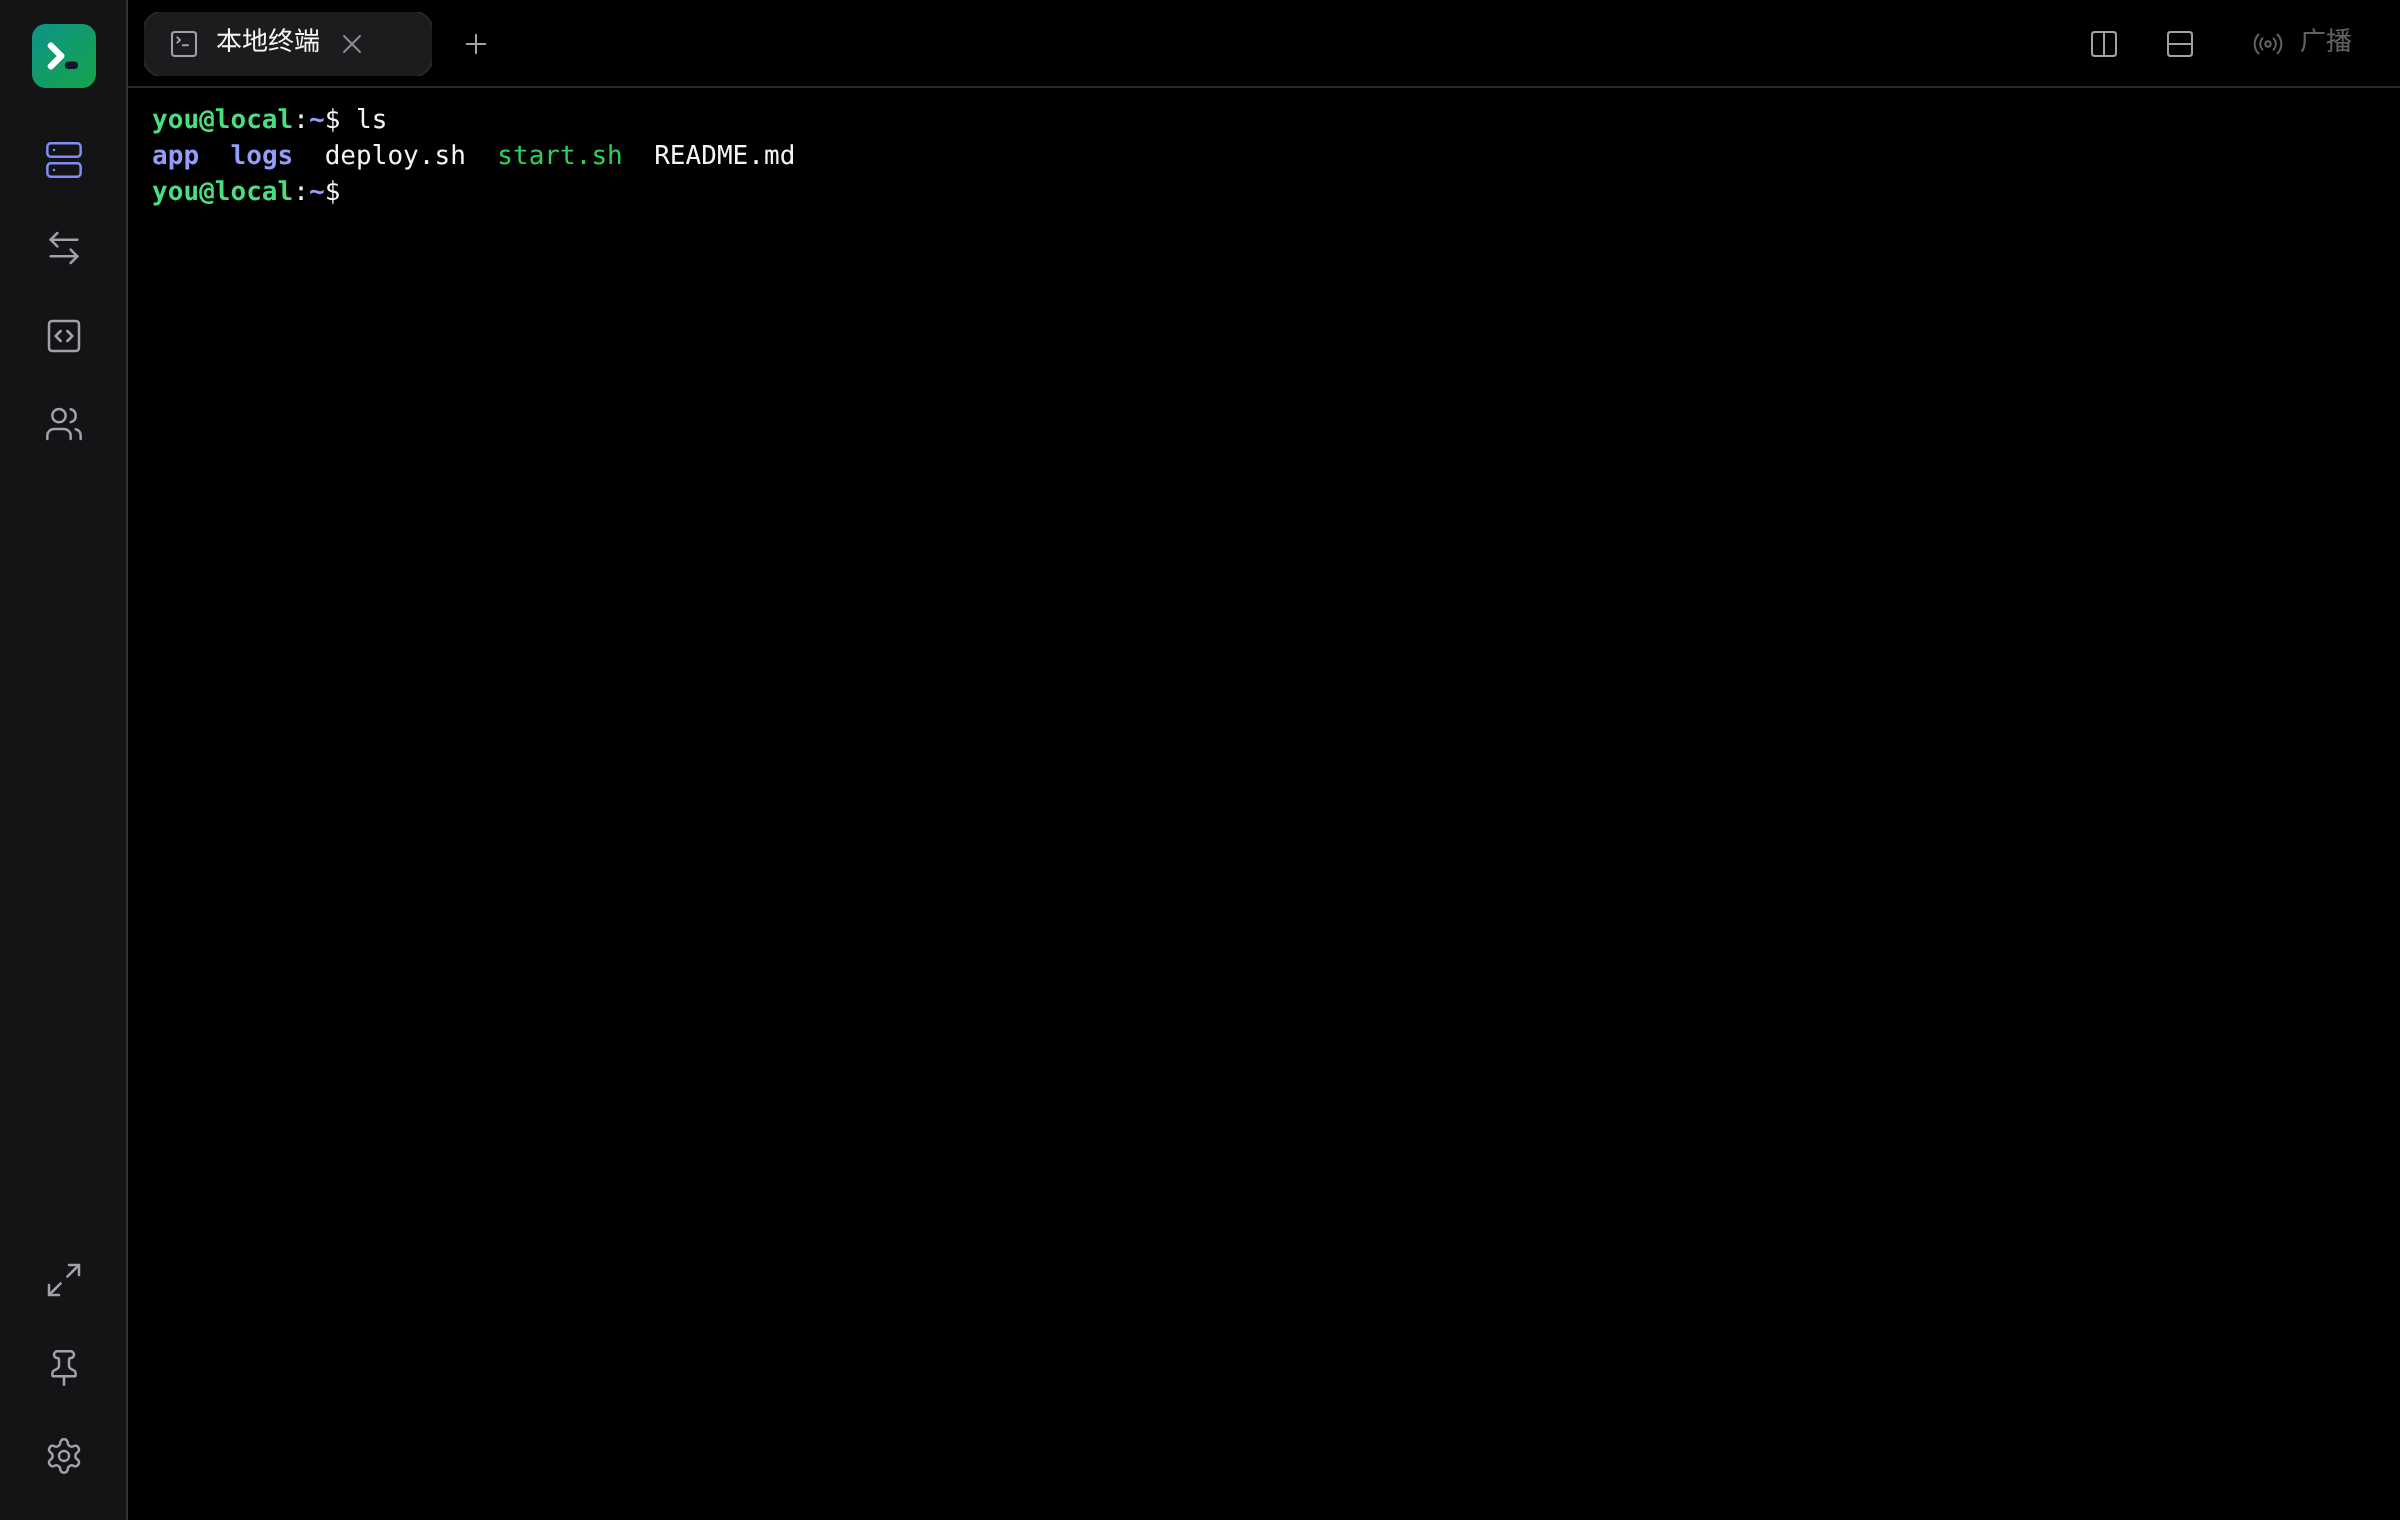 本地终端
广播
you@local:~$ ls
app  logs  deploy.sh  start.sh  README.md
you@local:~$